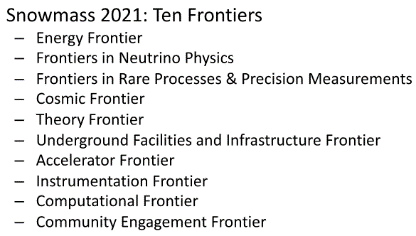 Snowmass 2021: Ten Frontiers
– Energy Frontier
– Frontiers in Neutrino Physics
– Frontiers in Rare Processes & Precision Measurements
– Cosmic Frontier
– Theory Frontier
– Underground Facilities and Infrastructure Frontier
– Accelerator Frontier
– Instrumentation Frontier
– Computational Frontier
– Community Engagement Frontier